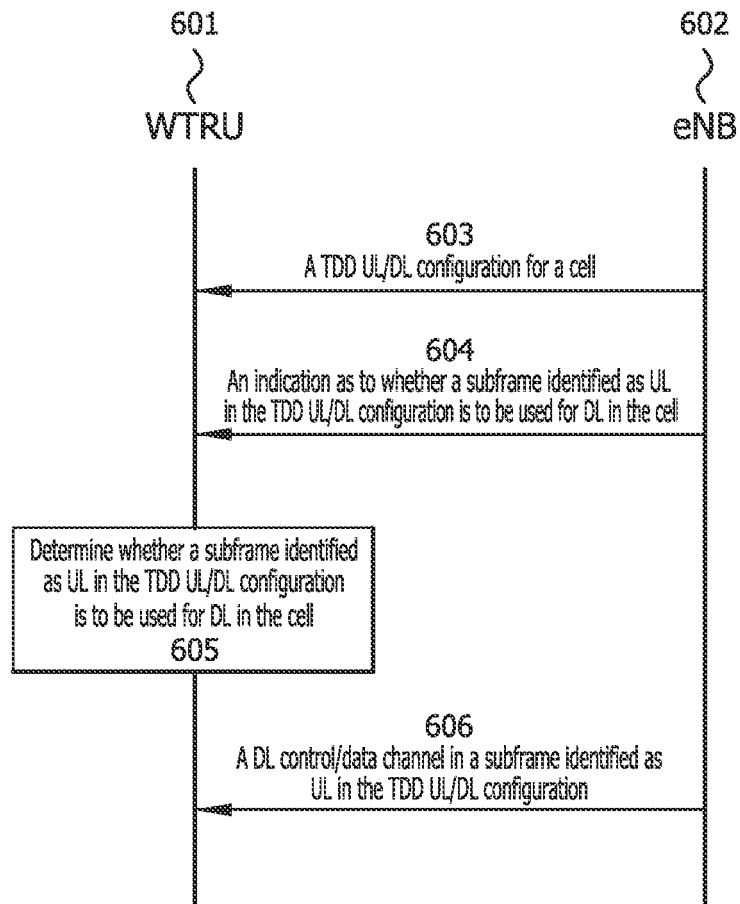 601
602
WTRU
eNB
603
A TDD UL/DL configuration for a cell
604
An indication as to whether a subframe identified as UL
in the TDD UL/DL configuration is to be used for DL in the cell
Determine whether a subframe identified
as UL in the TDD UL/DL configuration
is to be used for DL in the cell
605
606
A DL control/data channel in a subframe identified as
UL in the TDD UL/DL configuration